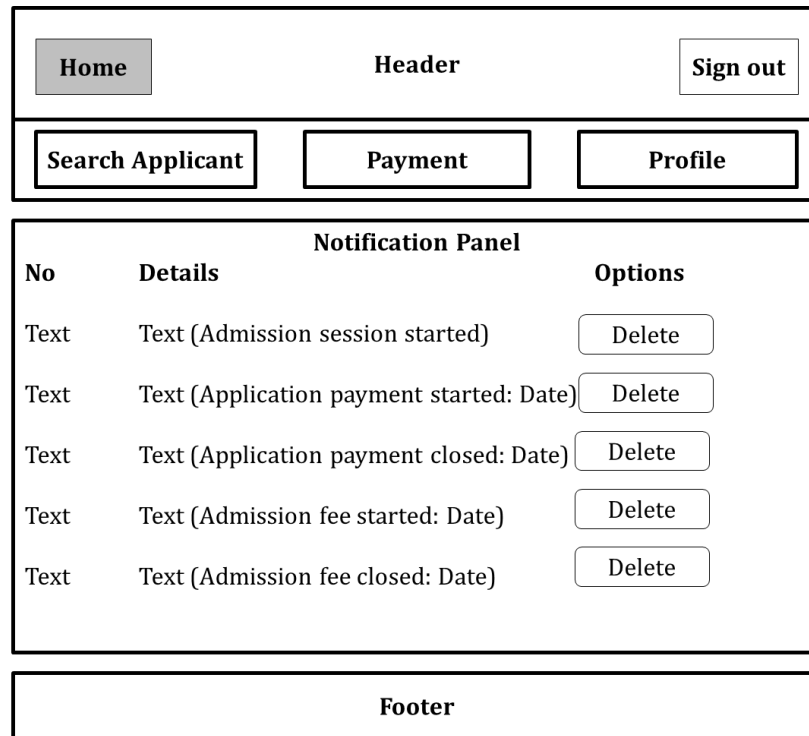 Home Header Sign out
Search Applicant Payment Profile
Notification Panel
No Details Options
Text Text (Admission session started) Delete
Text Text (Application payment started: Date) Delete
Text Text (Application payment closed: Date) Delete
Text Text (Admission fee started: Date) Delete
Text Text (Admission fee closed: Date) Delete
Footer